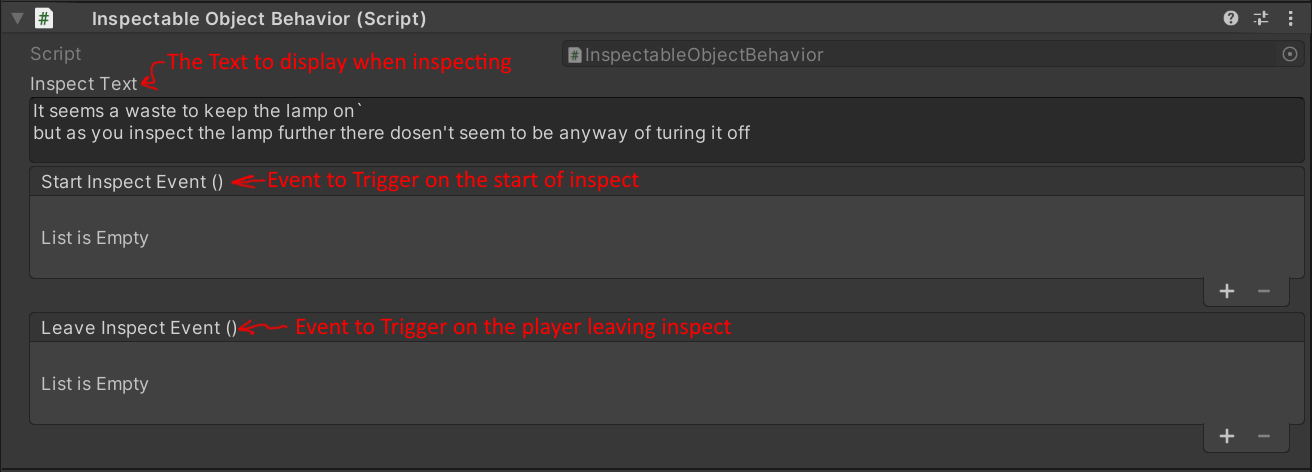 Inspectable Object Behavior (Script)
Script
InspectableObjectBehavior
The Text to display when inspecting
Inspect Text
It seems a waste to keep the lamp on`
but as you inspect the lamp further there dosen't seem to be anyway of turing it off
Start Inspect Event () Event to Trigger on the start of inspect
List is Empty
Leave Inspect Event () Event to Trigger on the player leaving inspect
List is Empty